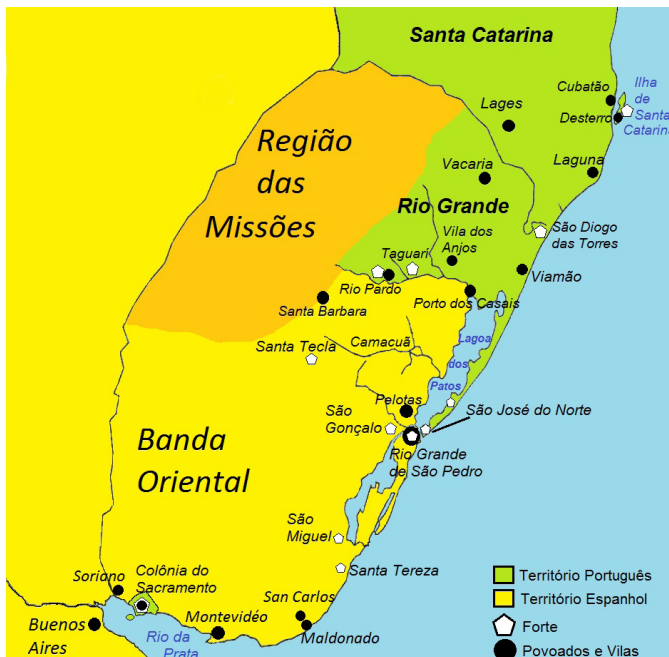 Santa Catarina
Cubatão
Ilha
de
Santa
Catarina
Desterro
Lages
Laguna
Região
das
Missões
Vacaria
Rio Grande
Vila dos
Anjos
São Diogo
das Torres
Taguarí
Rio Pardo
Viamão
Porto dos Casais
Santa Barbara
Camacuã
Lagoa
dos
Patos
Santa Tecla
Pelotas
São
Gonçalo
São José do Norte
Rio Grande
de São Pedro
Banda
Oriental
São
Miguel
Santa Tereza
Colônia do
Sacramento
Soriano
San Carlos
Buenos
Aires
Montevidéo
Maldonado
Rio da
Prata
Território Português
Território Espanhol
Forte
Povoados e Vilas